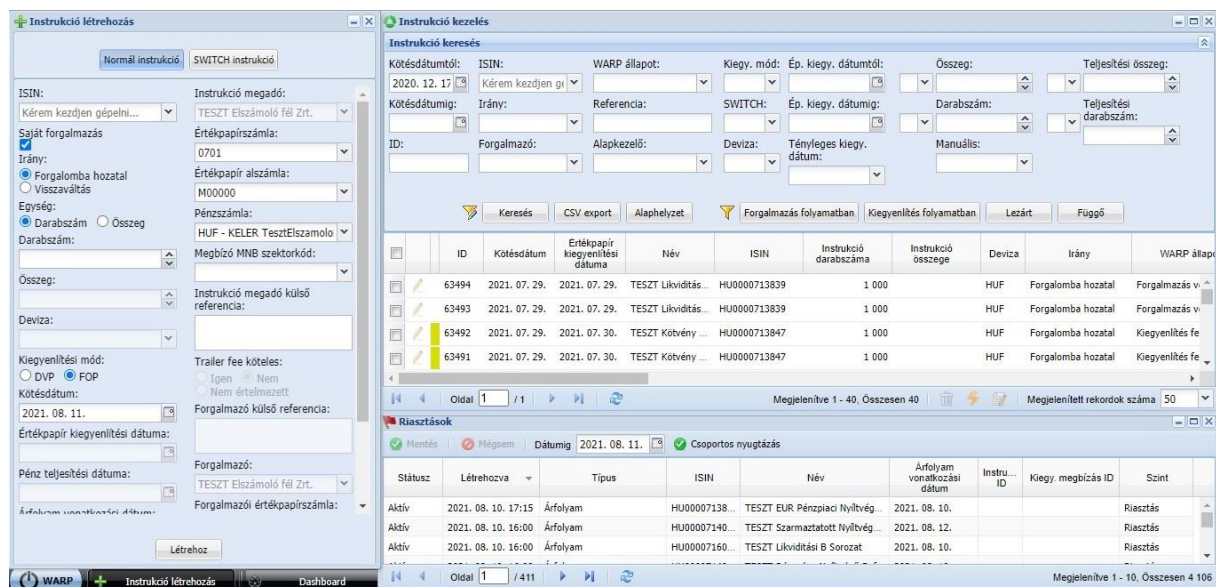 Instrukció létrehozás
Normál instrukció SWITCH instrukció
ISIN:
Kérem kezdjen gépelni...
Saját forgalmazás
Irány:
Forgalomba hozatal
Visszaváltás
Egység:
Darabszám Összeg
Darabszám:
Összeg:
Deviza:
Kiegyenlítési mód:
DVP FOP
Kötésdátum:
2021. 08. 11.
Értékpapír kiegyenlítési dátuma:
Pénz teljesítési dátuma:
Árfolyam vonatkozási dátum:
Instrukció megadó:
TESZT Elszámoló fél Zrt.
Értékpapírszámla:
0701
Értékpapír alszámla:
M00000
Pénzszámla:
HUF - KELER TesztElszamolo
Megbízó MNB szektorkód:
Instrukció megadó külső
referencia:
Trailer fee köteles:
Igen Nem
Nem értelmezett
Forgalmazó külső referencia:
Forgalmazó:
TESZT Elszámoló fél Zrt.
Forgalmazói értékpapírszámla:
Létrehoz
Instrukció kezelés
Instrukció keresés
Kötésdátumtól: ISIN: WARP állapot: Kiegy. mód: Ép. kiegy. dátumtól: Összeg: Teljesítési összeg:
2020. 12. 17 Kérem kezdjen ge
Kötésdátumig: Irány: Referencia: SWITCH: Ép. kiegy. dátumig: Darabszám: Teljesítési
darabszám:
ID: Forgalmazó: Alapkezelő: Deviza: Tényleges kiegy.
dátum: Manuális:
Keresés CSV export Alaphelyzet Forgalmazás folyamatban Kiegyenlítés folyamatban Lezárt Függő
ID Kötésdátum Értékpapír kiegyenlítési dátuma Név ISIN Instrukció darabszáma Instrukció összege Deviza Irány WARP állapo
63494 2021. 07. 29. 2021. 07. 29. TESZT Likviditás... HU0000713839 1 000 HUF Forgalomba hozatal Forgalmazás v
63493 2021. 07. 29. 2021. 07. 29. TESZT Likviditás... HU0000713839 1 000 HUF Forgalomba hozatal Forgalmazás v
63492 2021. 07. 29. 2021. 07. 30. TESZT Kötvény ... HU0000713847 1 000 HUF Forgalomba hozatal Kiegyenlítés fe
63491 2021. 07. 29. 2021. 07. 30. TESZT Kötvény ... HU0000713847 1 000 HUF Forgalomba hozatal Kiegyenlítés fe
Oldal 1 / 1 Megjelenítve 1 - 40, Összesen 40 Megjelenített rekordok száma 50
Riasztások
Mentés Mégsem Dátumig 2021. 08. 11. Csoportos nyugtázás
Státusz Létrehozva Típus ISIN Név Árfolyam vonatkozási dátum Instru... ID Kiegy. megbízás ID Szint
Aktív 2021. 08. 10. 17:15 Árfolyam HU00007138... TESZT EUR Pénzpiaci Nyíltvég... 2021. 08. 10. Riasztás
Aktív 2021. 08. 10. 16:00 Árfolyam HU00007140... TESZT Szarmaztatott Nyíltvég... 2021. 08. 12. Riasztás
Aktív 2021. 08. 10. 16:00 Árfolyam HU00007160... TESZT Likviditási B Sorozat 2021. 08. 10. Riasztás
Oldal 1 / 411 Megjelenítve 1 - 10, Összesen 4 106
WARP Instrukció létrehozás Dashboard